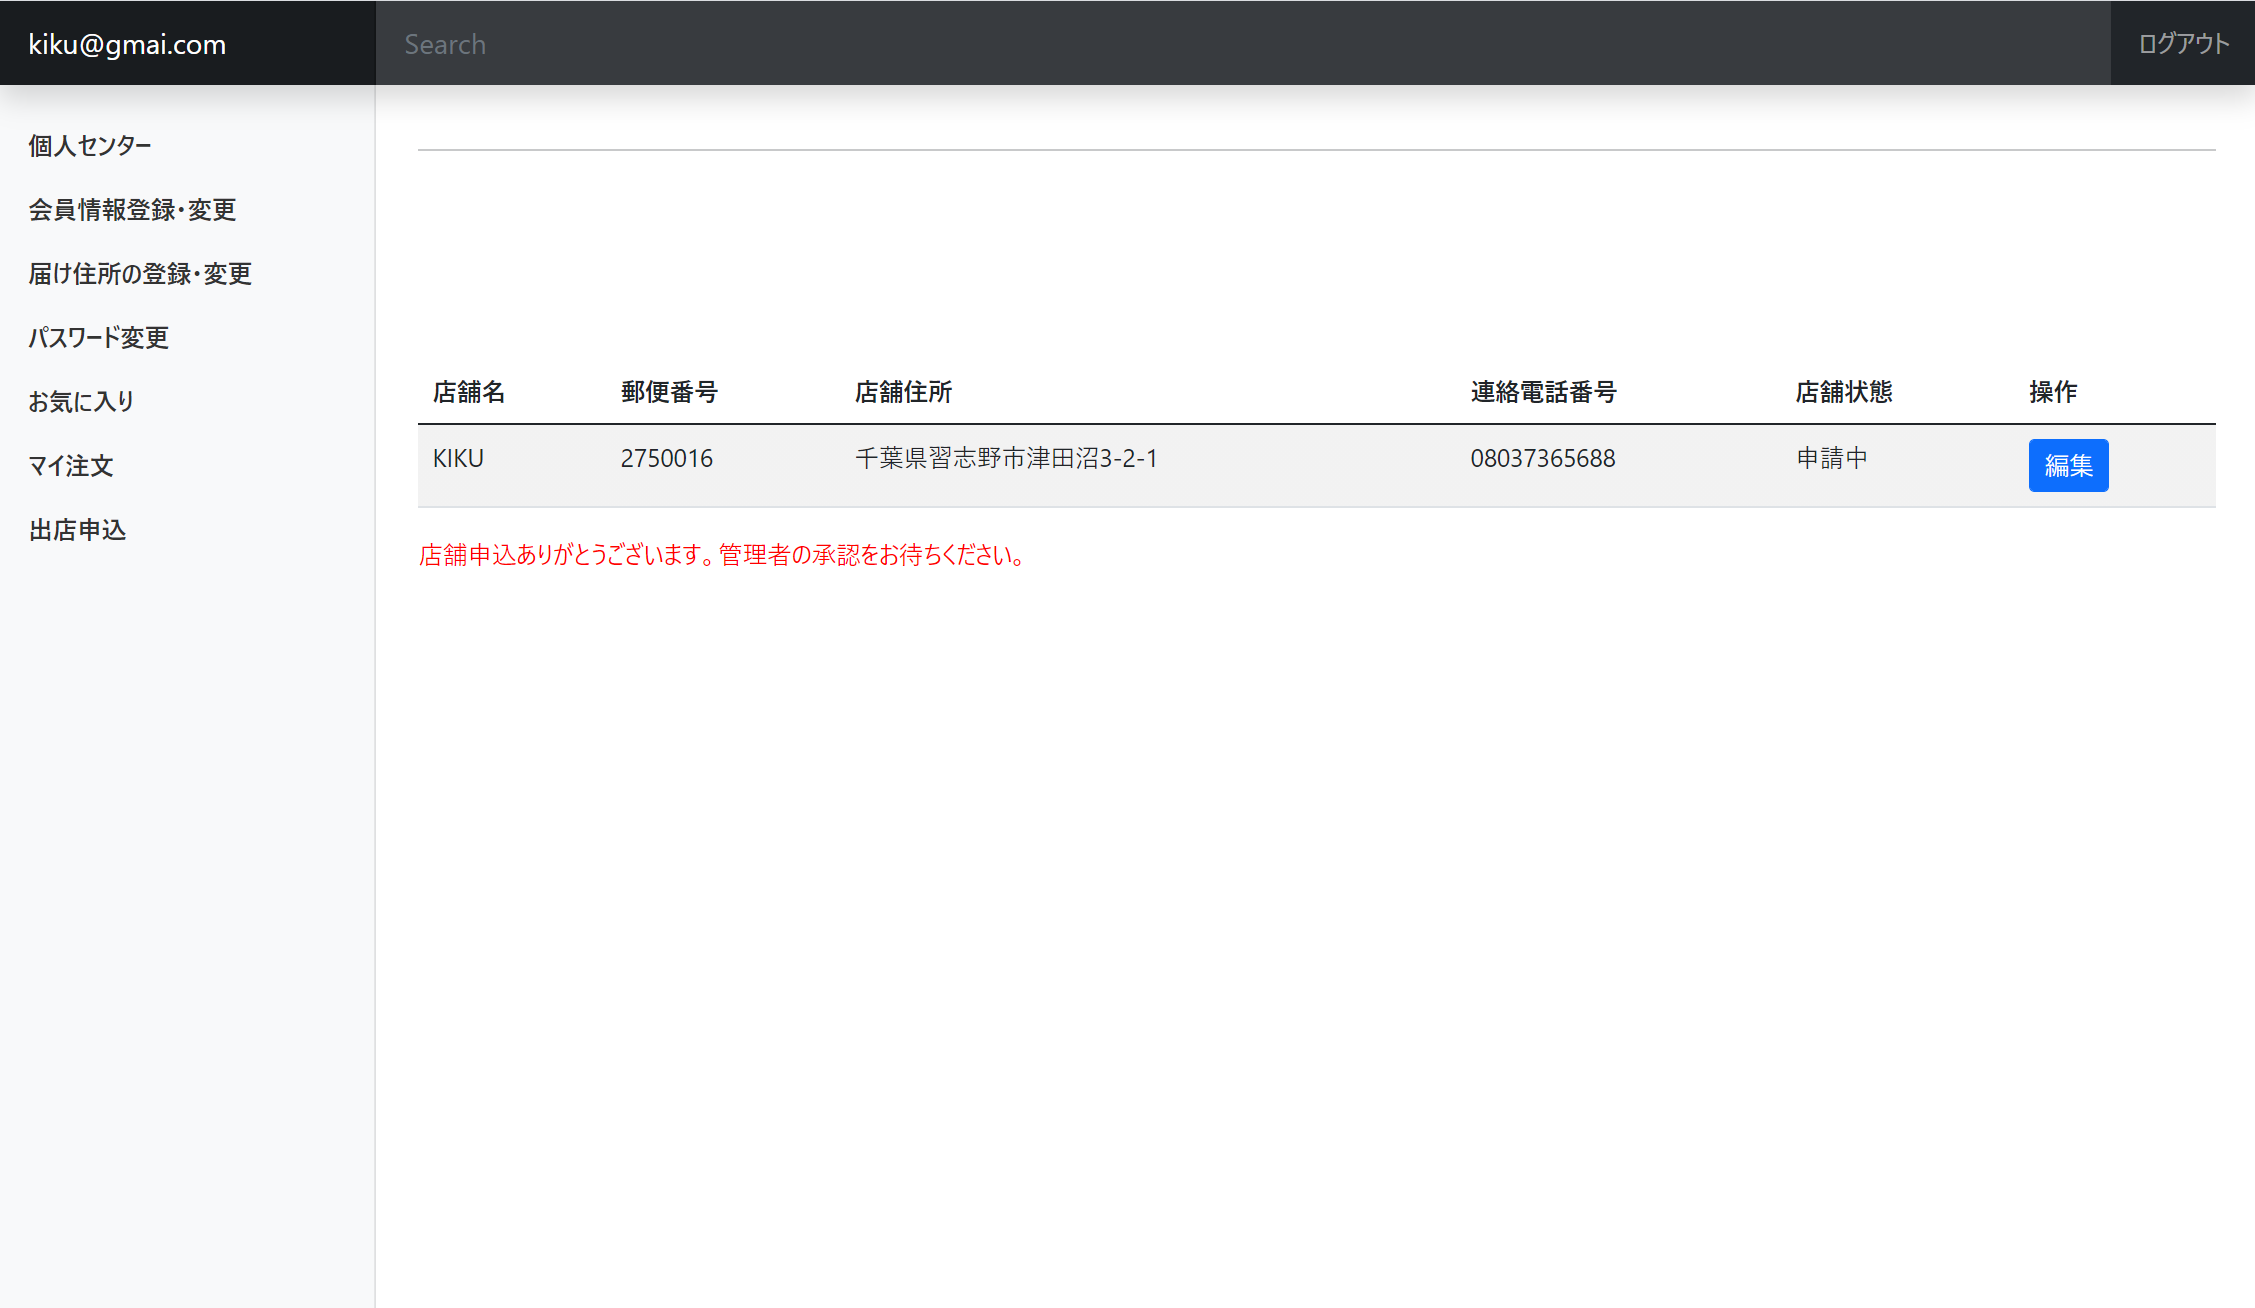 kiku@gmai.com
Search
ログアウト
個人センター
会員情報登録・変更
届け住所の登録・変更
パスワード変更
お気に入り
マイ注文
出店申込
店舗名 郵便番号 店舗住所 連絡電話番号 店舗状態 操作
KIKU 2750016 千葉県習志野市津田沼3-2-1 08037365688 申請中 編集
店舗申込ありがとうございます。管理者の承認をお待ちください。